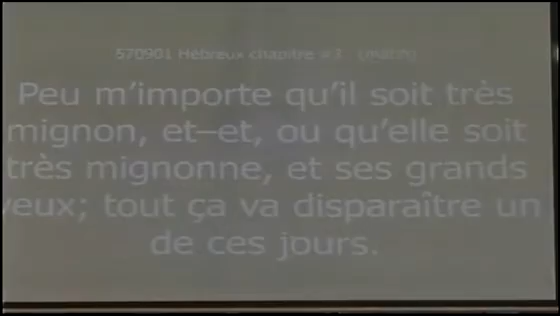 570901 Hébreux chapitre #3 (matin)
Peu m'importe qu'il soit très
mignon, et–et, ou qu'elle soit
très mignonne, et ses grands
yeux; tout ça va disparaître un
de ces jours.